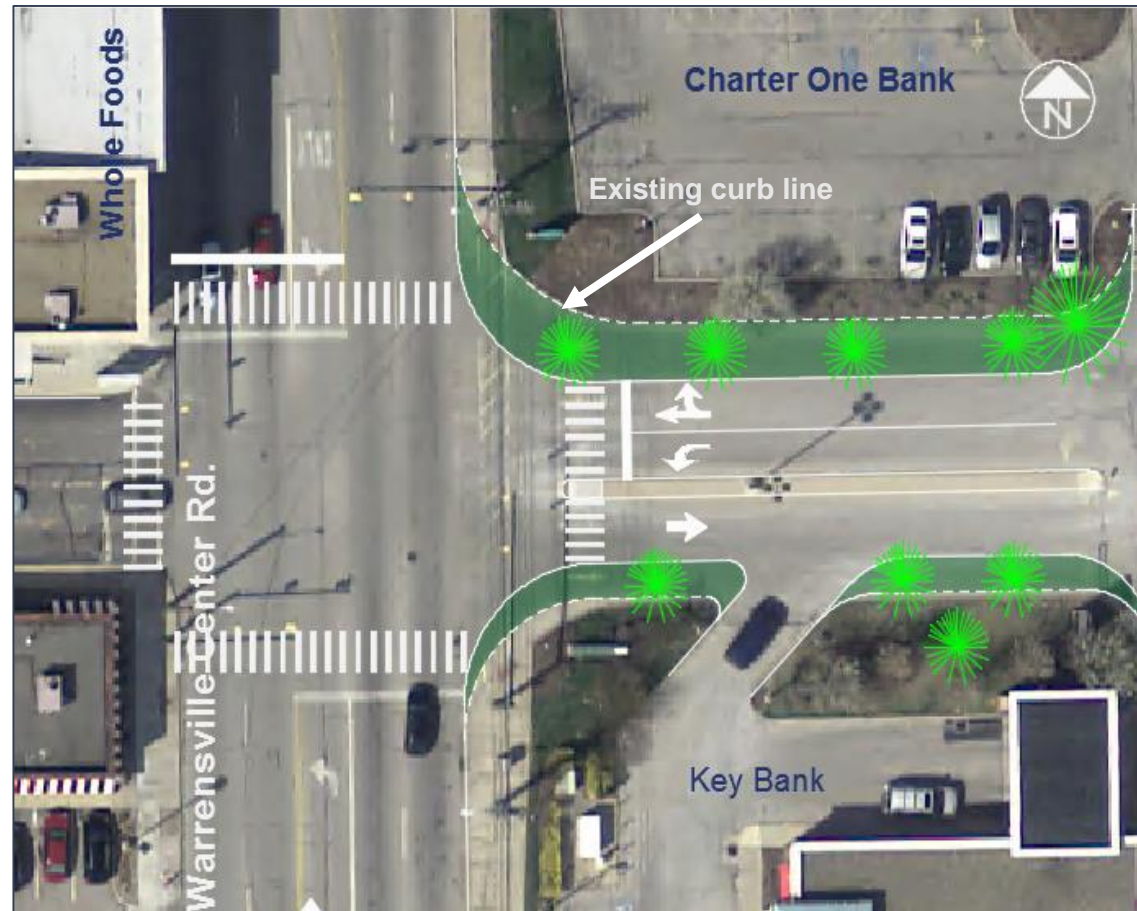 Whole Foods
Charter One Bank
N
Existing curb line
Warrensville Center Rd.
Key Bank